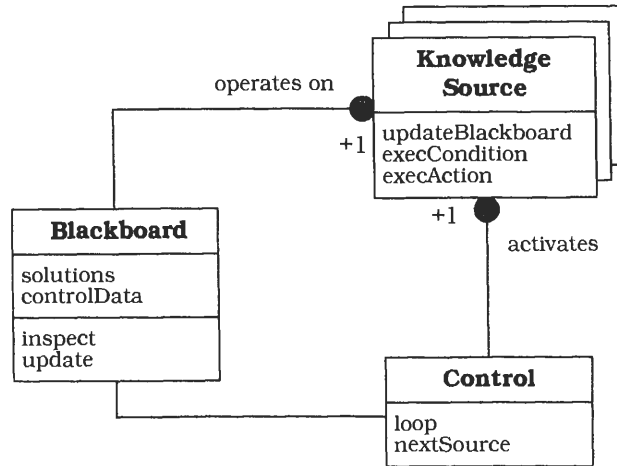 Knowledge
Source
operates on
+1
updateBlackboard
execCondition
execAction
+1
activates
Blackboard
solutions
controlData
inspect
update
Control
loop
nextSource